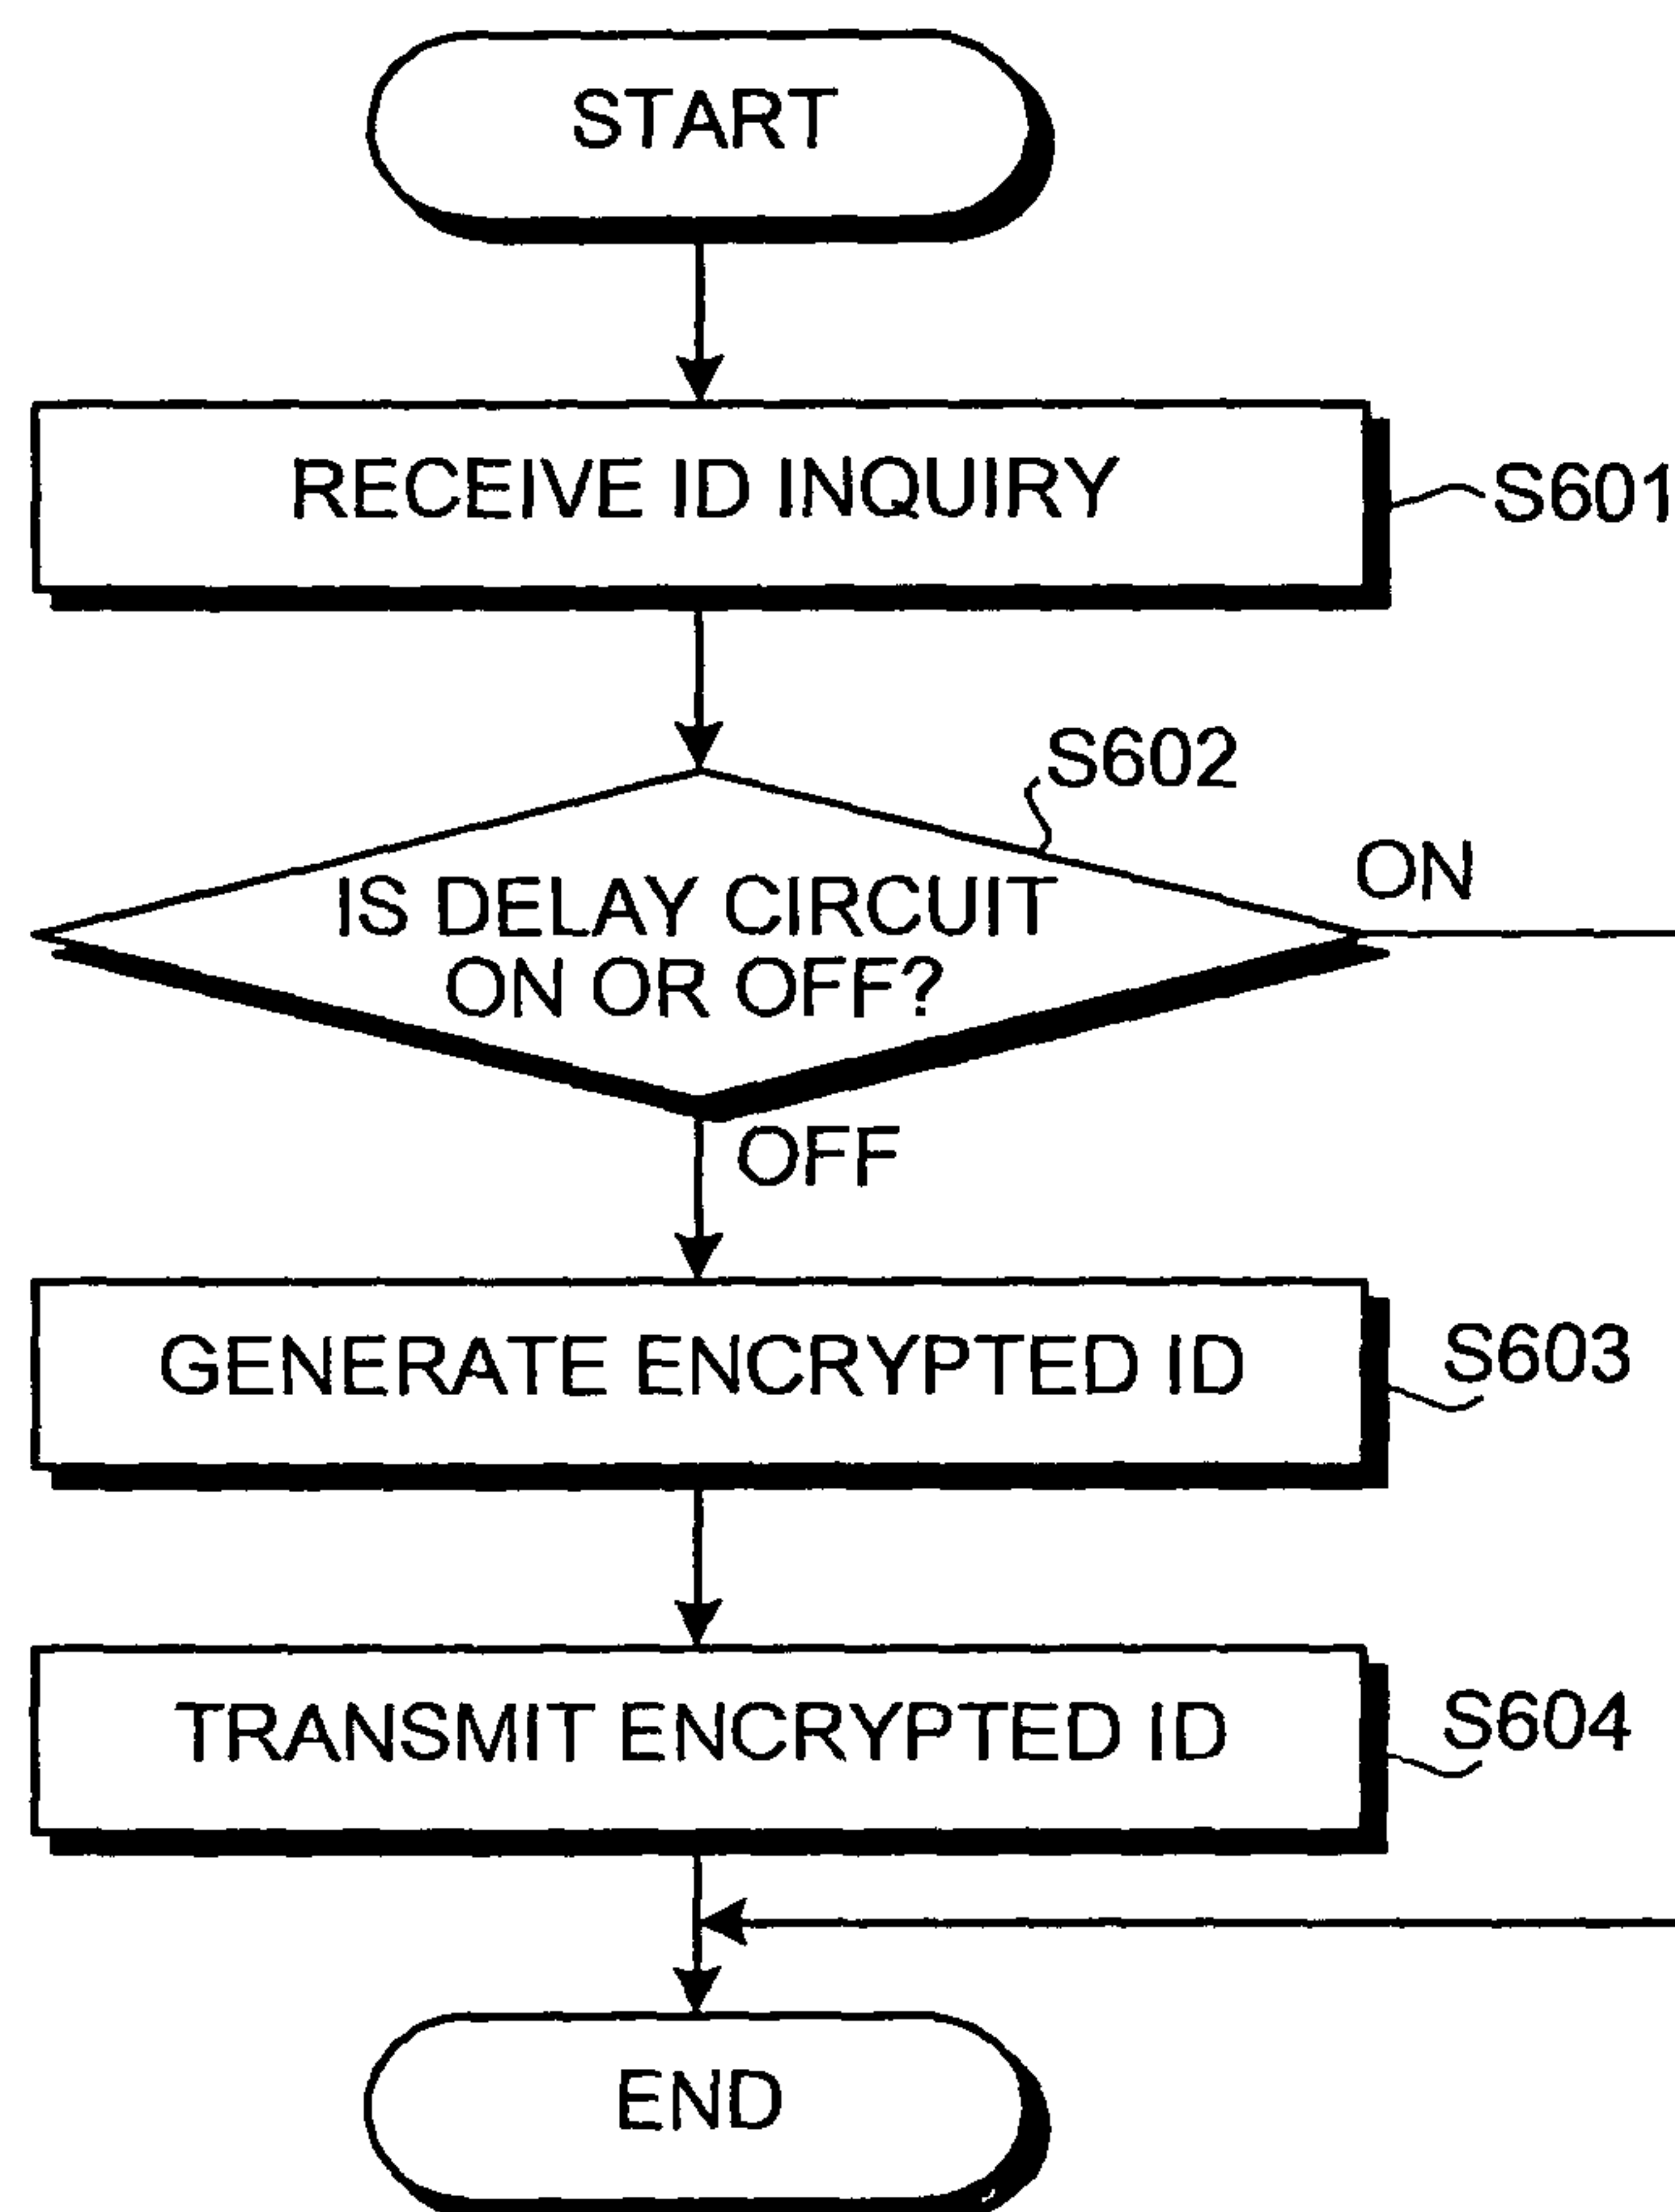 START
RECEIVE ID INQUIRY
S601
S602
IS DELAY CIRCUIT
ON OR OFF?
ON
OFF
GENERATE ENCRYPTED ID
S603
TRANSMIT ENCRYPTED ID
S604
END